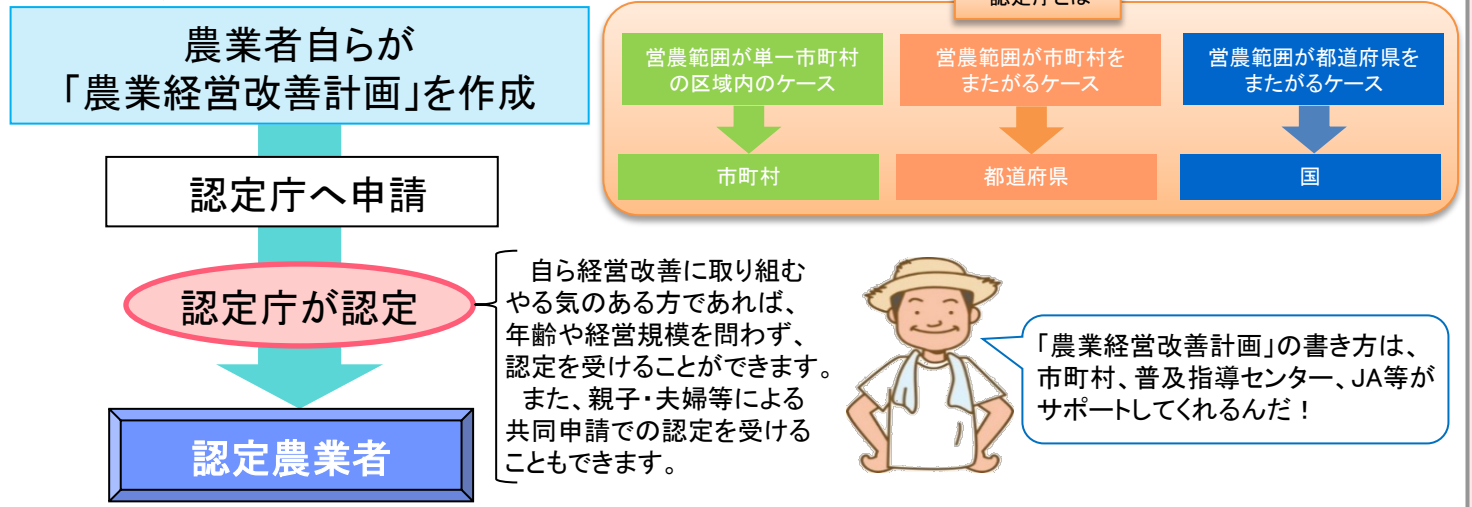 農業者自らが
「農業経営改善計画」を作成
認定庁へ申請
認定庁が認定
認定農業者
自ら経営改善に取り組む
やる気のある方であれば、
年齢や経営規模を問わず、
認定を受けることができます。
また、親子・夫婦等による
共同申請での認定を受ける
こともできます。
認定庁とは
営農範囲が単一市町村
の区域内のケース
市町村
営農範囲が市町村を
またがるケース
都道府県
営農範囲が都道府県を
またがるケース
国
「農業経営改善計画」の書き方は、
市町村、普及指導センター、JA等が
サポートしてくれるんだ！